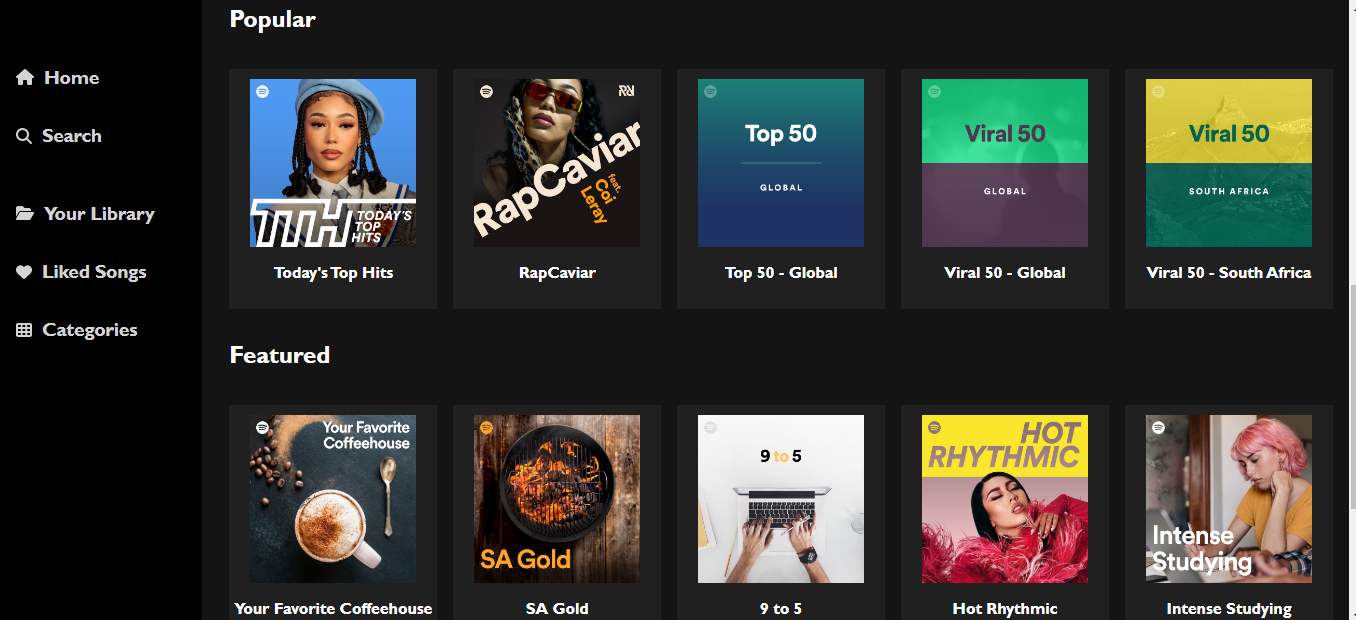 Popular
Home
Search
Your Library
Liked Songs
Categories
TTH
TODAY'S
TOP
HITS
Today's Top Hits
RapCaviar
feat.
Coi
Leray
RapCaviar
Top 50
GLOBAL
Top 50 - Global
Viral 50
GLOBAL
Viral 50 - Global
Viral 50
SOUTH AFRICA
Viral 50 - South Africa
Featured
Your Favorite
Coffeehouse
Your Favorite Coffeehouse
SA Gold
SA Gold
9 to 5
9 to 5
HOT
RHYTHMIC
Hot Rhythmic
Intense
Studying
Intense Studying